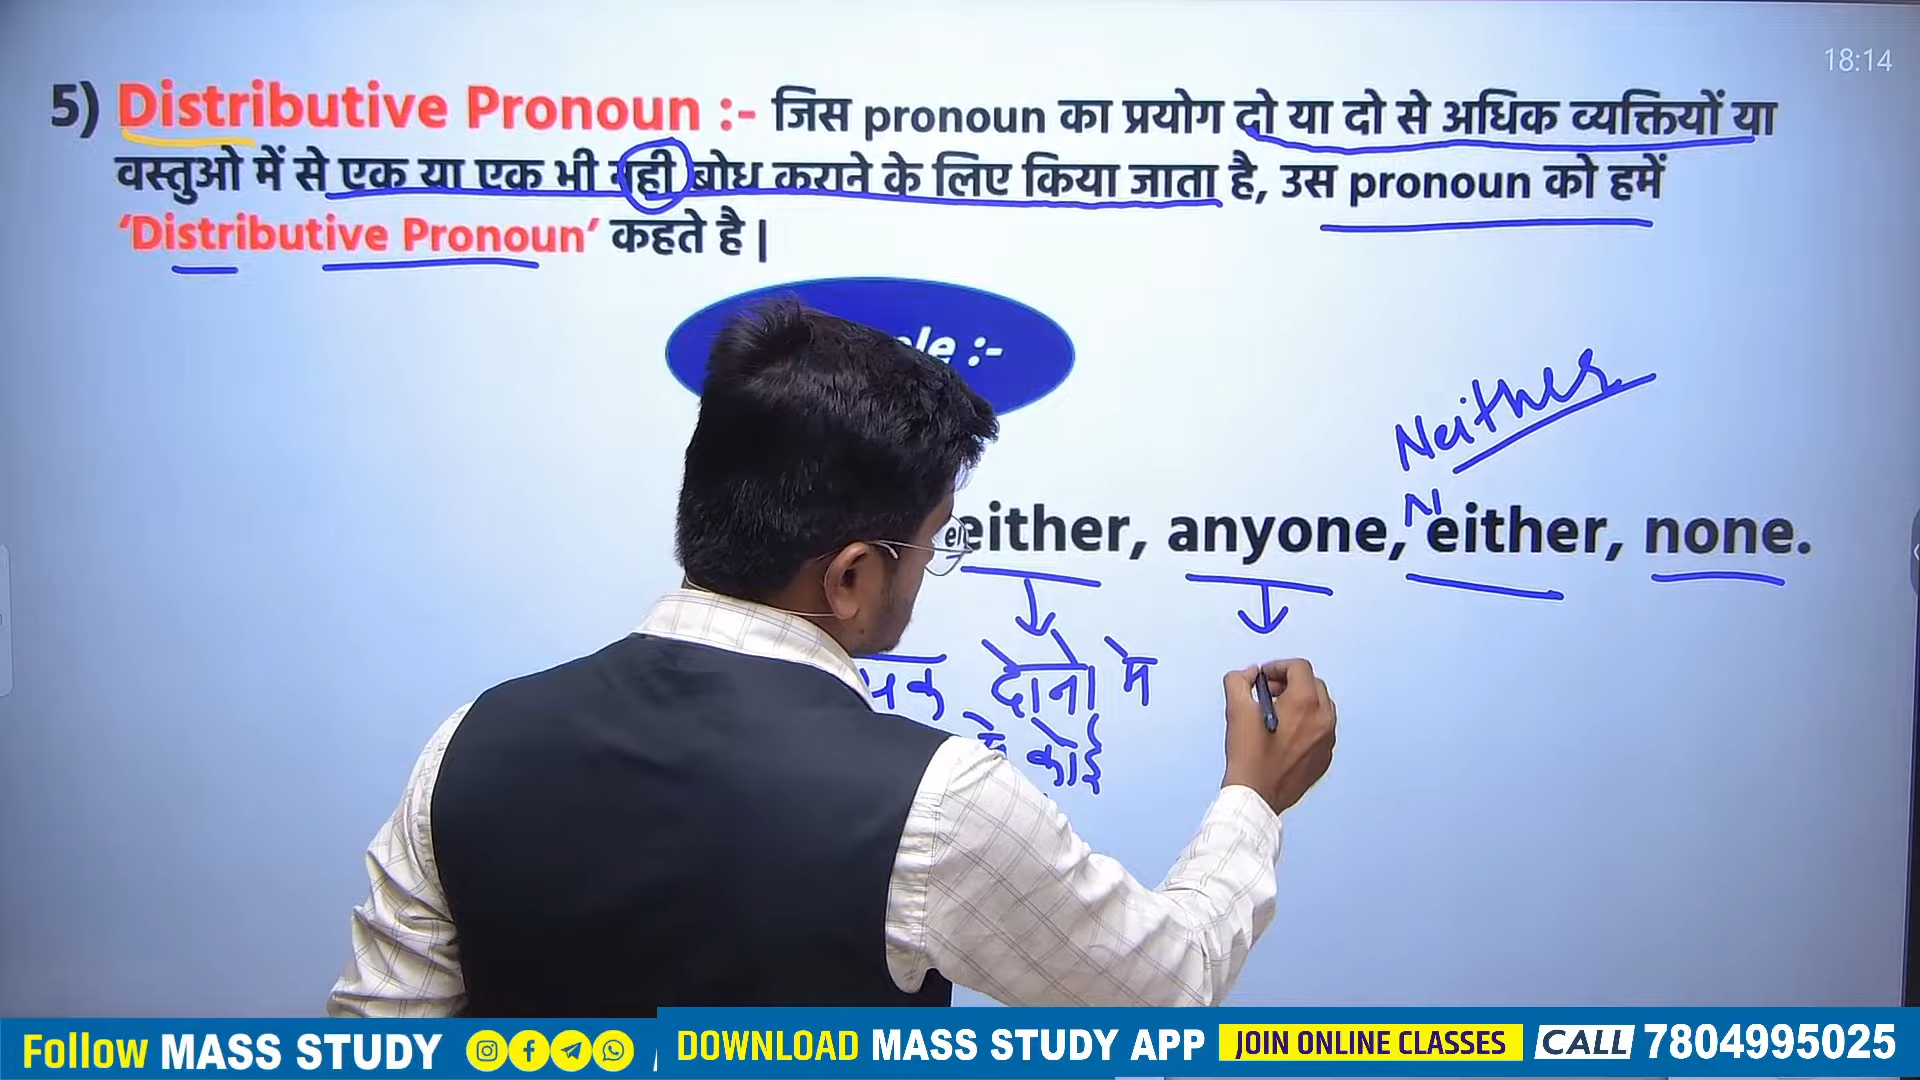 18:14
5) Distributive Pronoun :- जिस pronoun का प्रयोग दो या दो से अधिक व्यक्तियों या
वस्तुओ में से एक या एक भी नही बोध कराने के लिए किया जाता है, उस pronoun को हमें
‘Distributive Pronoun’ कहते है |
:-
Neither
N
either, anyone, either, none.
दोनो मे
कोई
Follow MASS STUDY
DOWNLOAD MASS STUDY APP JOIN ONLINE CLASSES CALL 7804995025